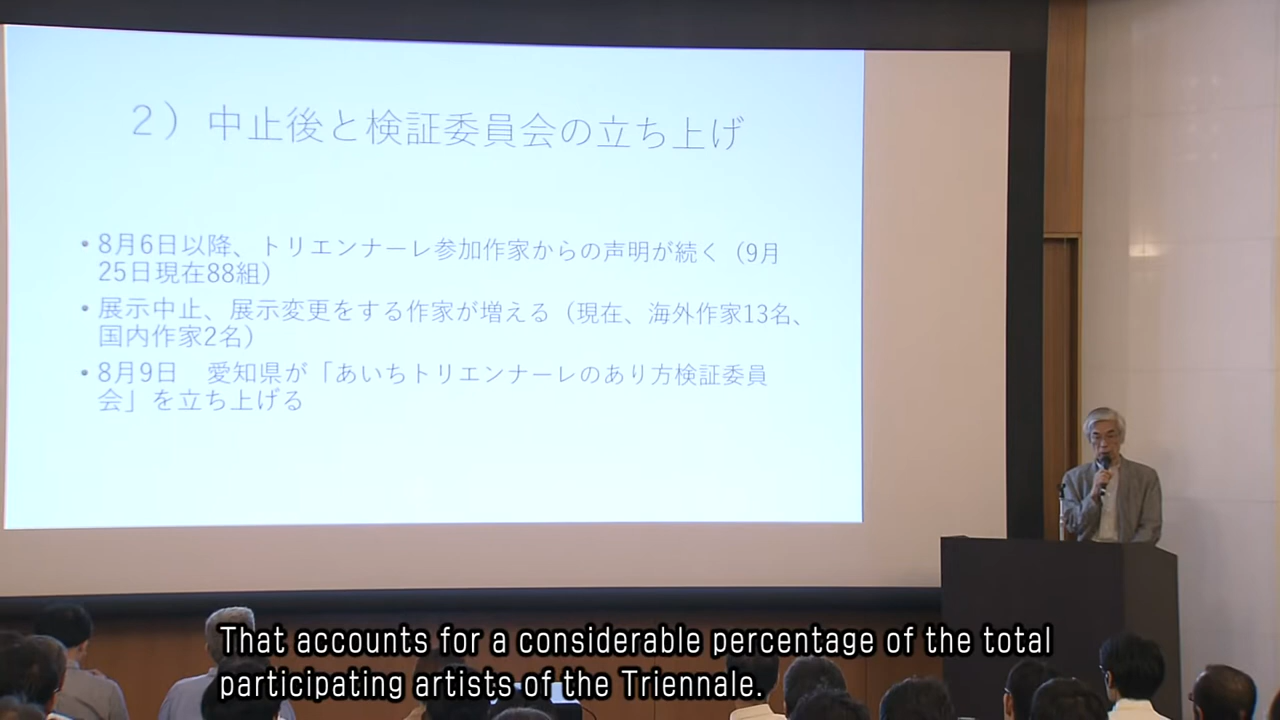 ２）中止後と検証委員会の立ち上げ
• 8月6日以降、トリエンナーレ参加作家からの声明が続く（9月
25日現在88組）
• 展示中止、展示変更をする作家が増える（現在、海外作家13名、
国内作家2名）
• 8月9日　愛知県が「あいちトリエンナーレのあり方検証委員
会」を立ち上げる
That accounts for a considerable percentage of the total
participating artists of the Triennale.